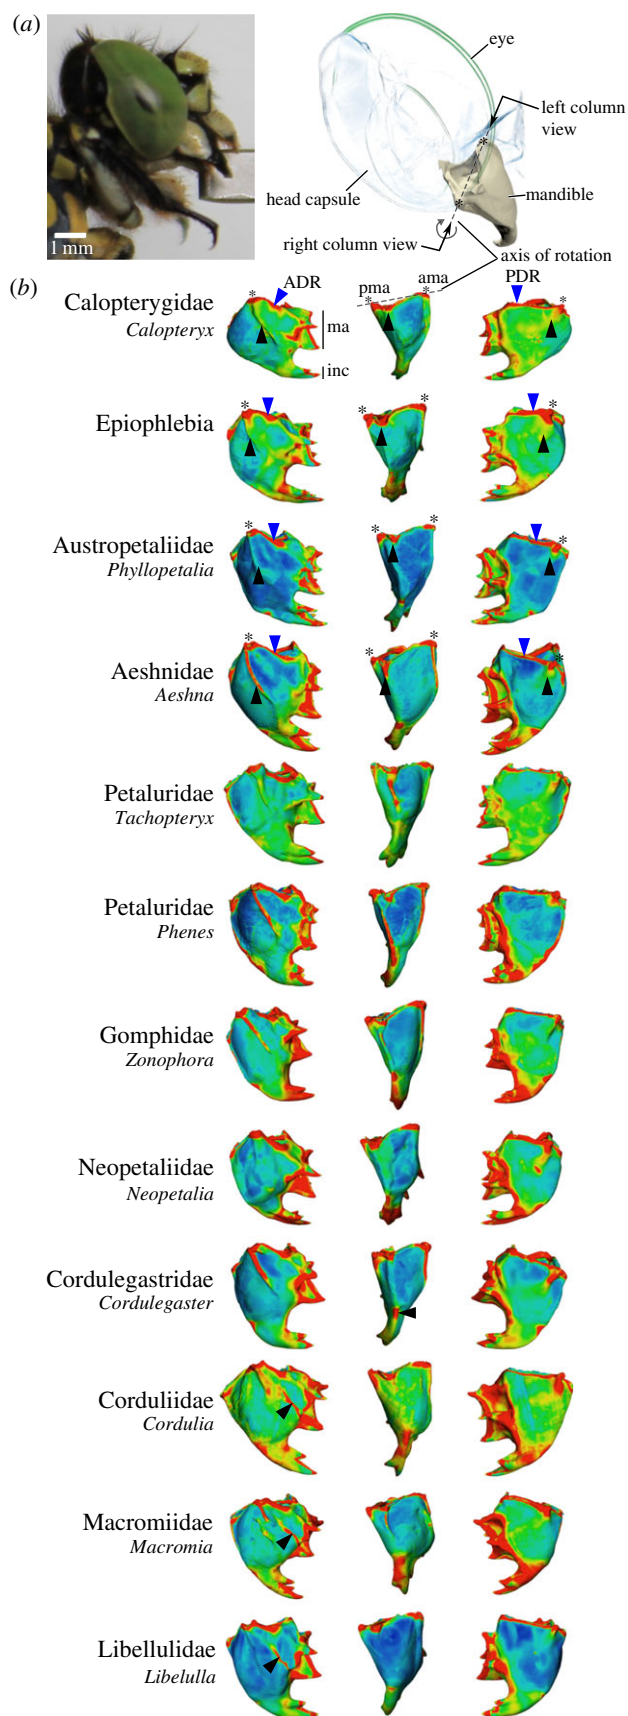 (a)
eye
left column
view
head capsule
mandible
1 mm
right column view
axis of rotation
(b)
* ADR
pma
ama
PDR
Calopterygidae
* * * *
Calopteryx
ma
inc
Epiophlebia
* * * *
Austropetaliidae
* * * *
Phyllopetalia
Aeshnidae
* * * *
Aeshna
Petaluridae
Tachopteryx
Petaluridae
Phenes
Gomphidae
Zonophora
Neopetaliidae
Neopetalia
Cordulegastridae
Cordulegaster
Corduliidae
Cordulia
Macromiidae
Macromia
Libellulidae
Libelulla